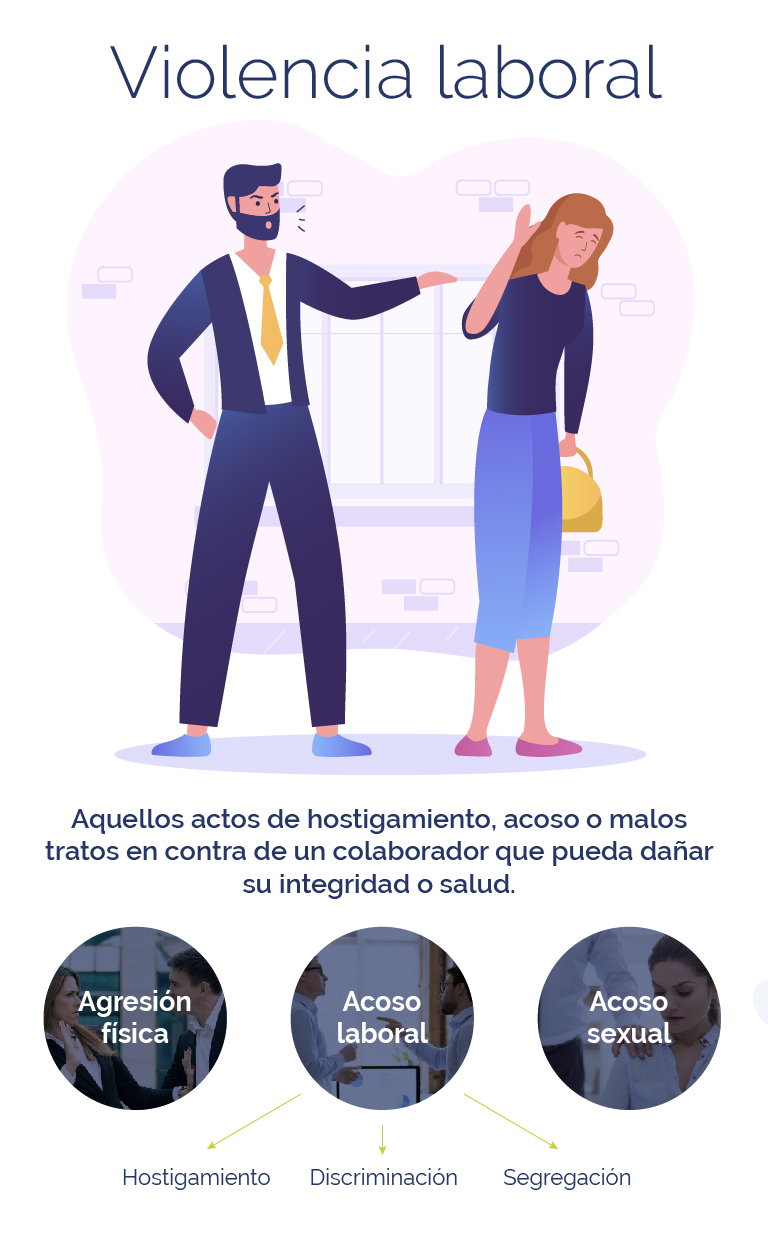 Violencia laboral
Aquellos actos de hostigamiento, acoso o malos
tratos en contra de un colaborador que pueda dañar
su integridad o salud.
Agresión
física
Acoso
laboral
Acoso
sexual
Hostigamiento
Discriminación
Segregación